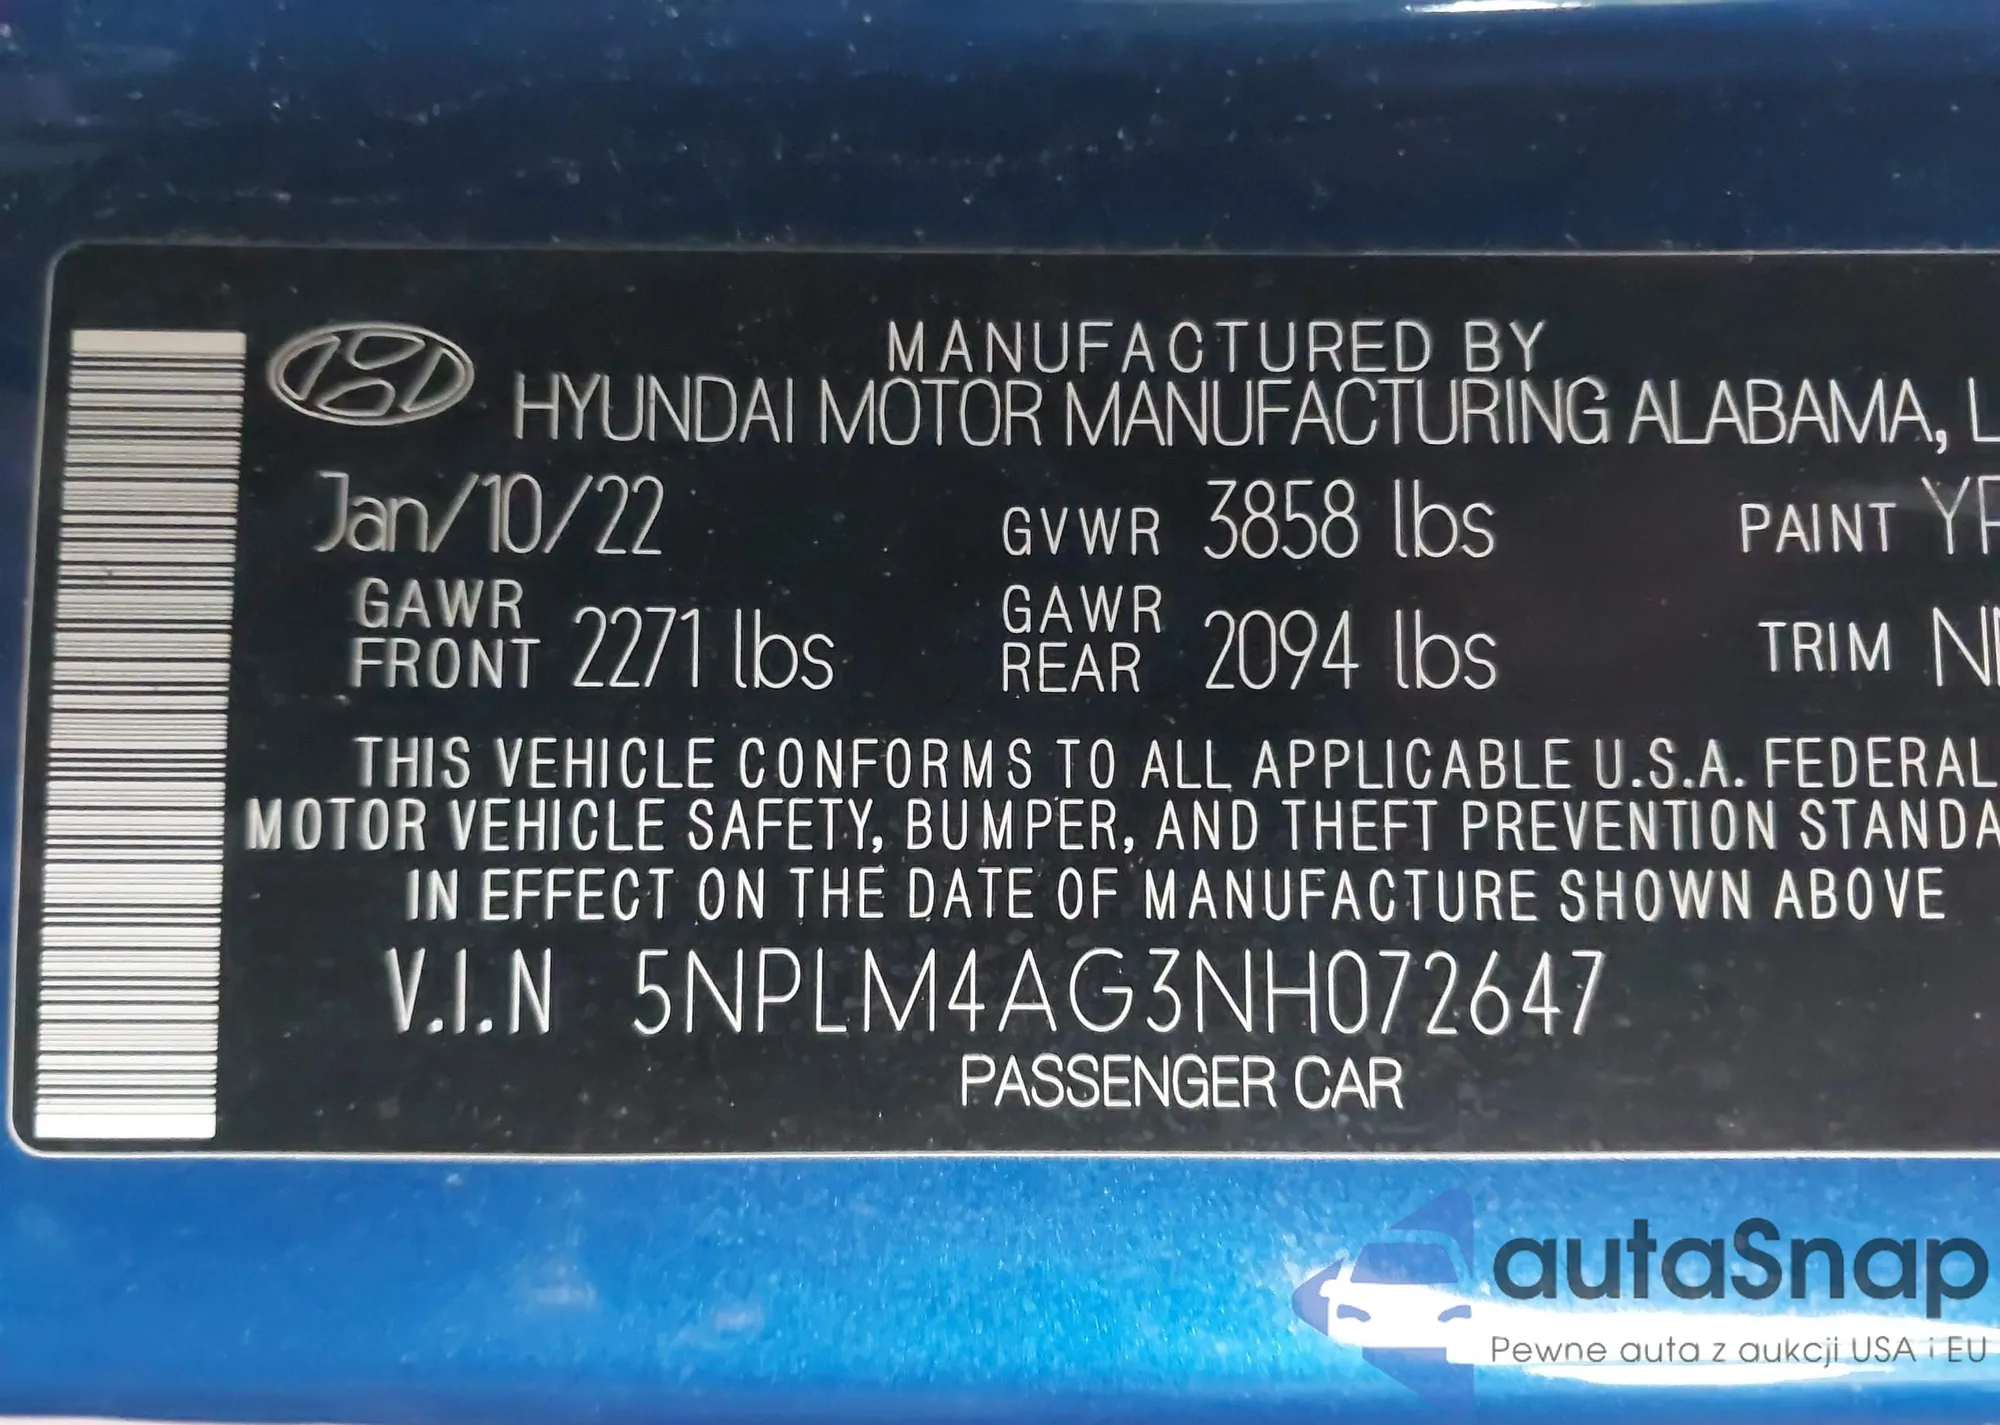 MANUFACTURED BY
HYUNDAI MOTOR MANUFACTURING ALABAMA, L
Jan/10/22 GVWR 3858 lbs PAINT
GAWR FRONT 2271 lbs GAWR REAR 2094 lbs TRIM
THIS VEHICLE CONFORMS TO ALL APPLICABLE U.S.A. FEDERAL
MOTOR VEHICLE SAFETY, BUMPER, AND THEFT PREVENTION STANDA
IN EFFECT ON THE DATE OF MANUFACTURE SHOWN ABOVE
V.I.N 5NPLM4AG3NH072647
PASSENGER CAR
autaSnap
Pewne auta z aukcji USA i EU